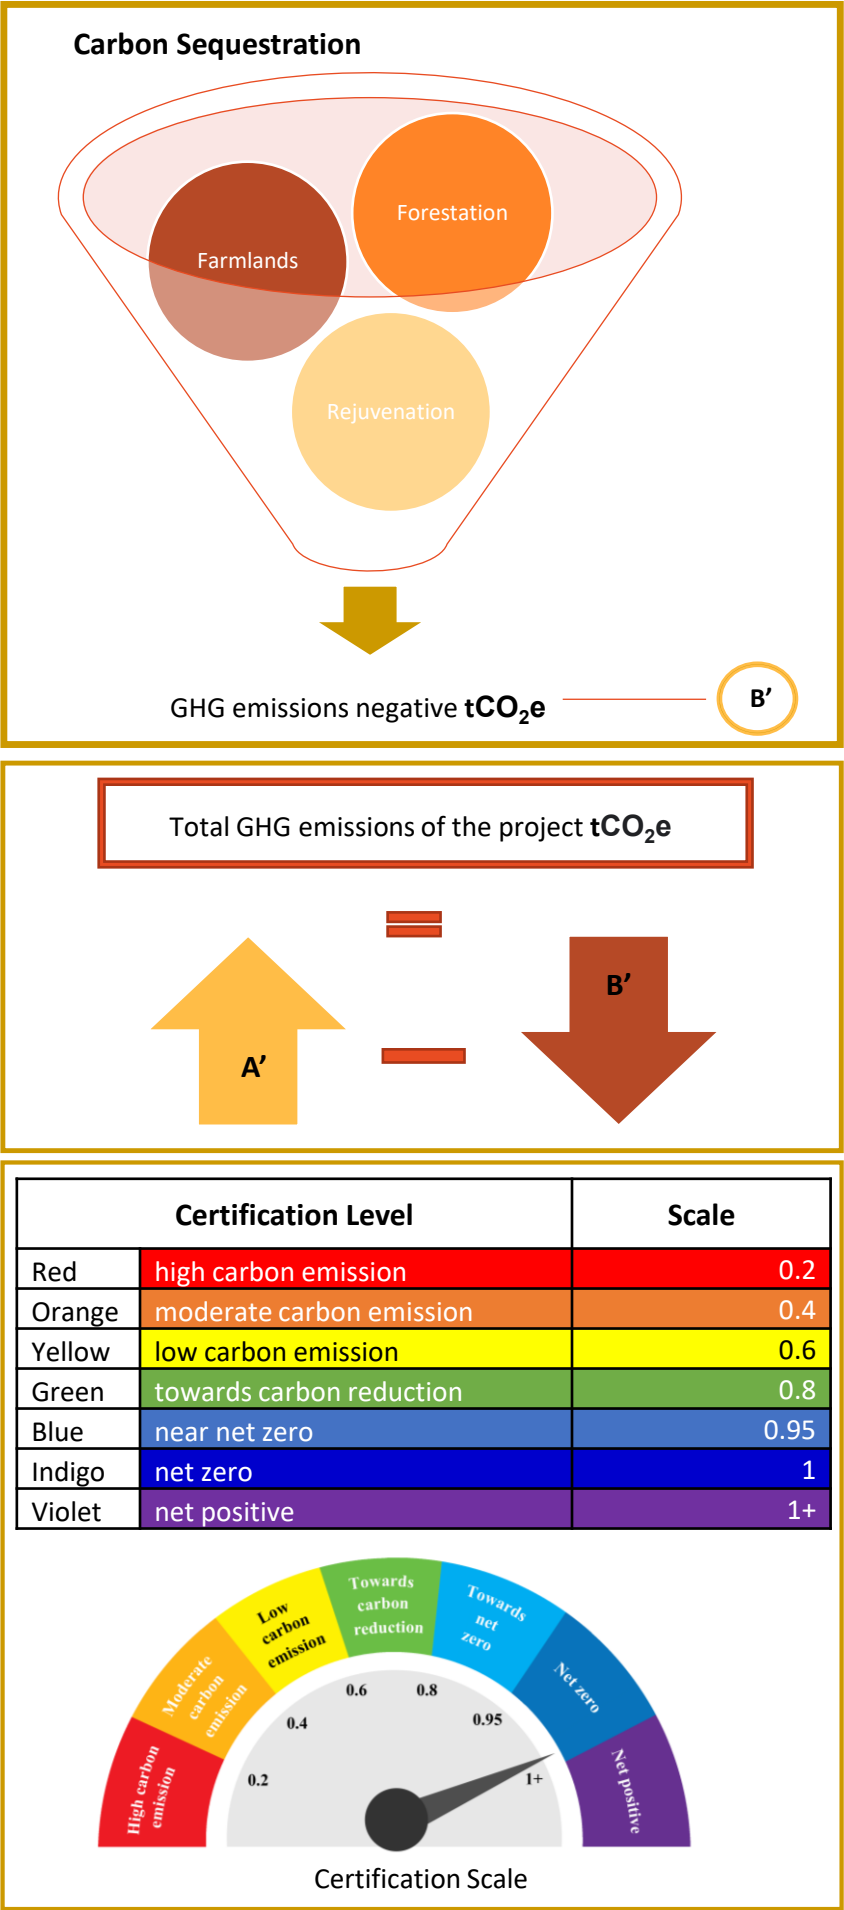 Carbon Sequestration
Forestation
Farmlands
Rejuvenation
GHG emissions negative tCO₂e
B’
Total GHG emissions of the project tCO₂e
B’
A’
Certification Level Scale
Red high carbon emission 0.2
Orange moderate carbon emission 0.4
Yellow low carbon emission 0.6
Green towards carbon reduction 0.8
Blue near net zero 0.95
Indigo net zero 1
Violet net positive 1+
High carbon
emission
Moderate
carbon
emission
Low
carbon
emission
Towards
carbon
reduction
Towards
net
zero
Net zero
Net positive
0.2
0.4
0.6
0.8
0.95
1+
Certification Scale